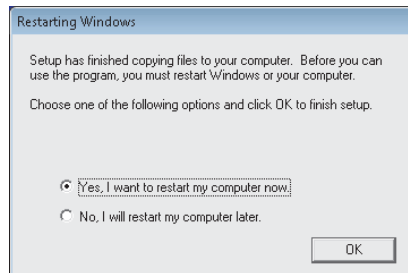 Restarting Windows
Setup has finished copying files to your computer. Before you can
use the program, you must restart Windows or your computer.
Choose one of the following options and click OK to finish setup.
Yes, I want to restart my computer now.
No, I will restart my computer later.
OK